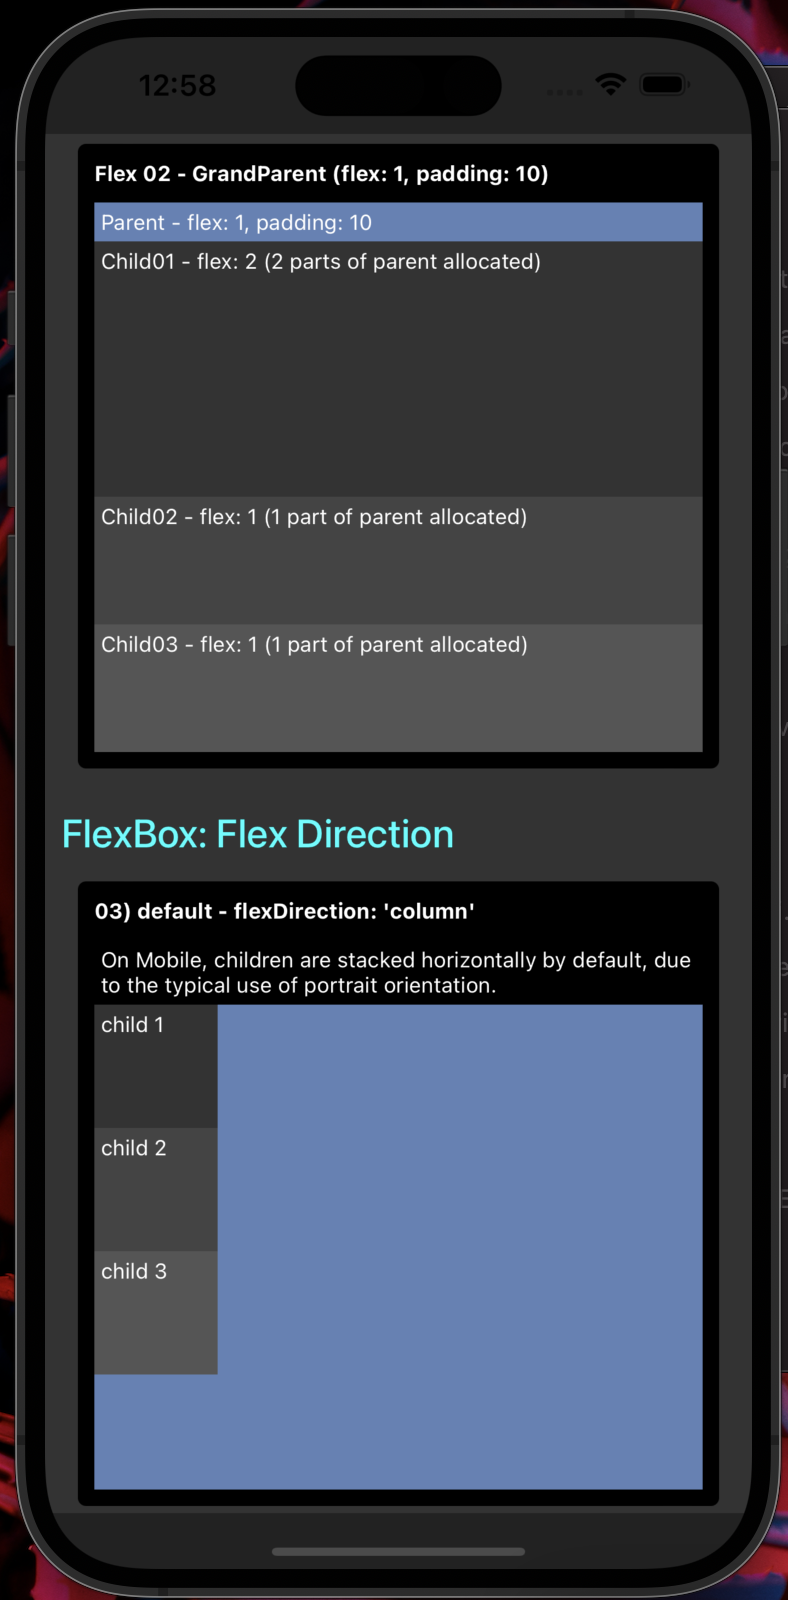 12:58
Flex 02 - GrandParent (flex: 1, padding: 10)
Parent - flex: 1, padding: 10
Child01 - flex: 2 (2 parts of parent allocated)
Child02 - flex: 1 (1 part of parent allocated)
Child03 - flex: 1 (1 part of parent allocated)
FlexBox: Flex Direction
03) default - flexDirection: 'column'
On Mobile, children are stacked horizontally by default, due
to the typical use of portrait orientation.
child 1
child 2
child 3